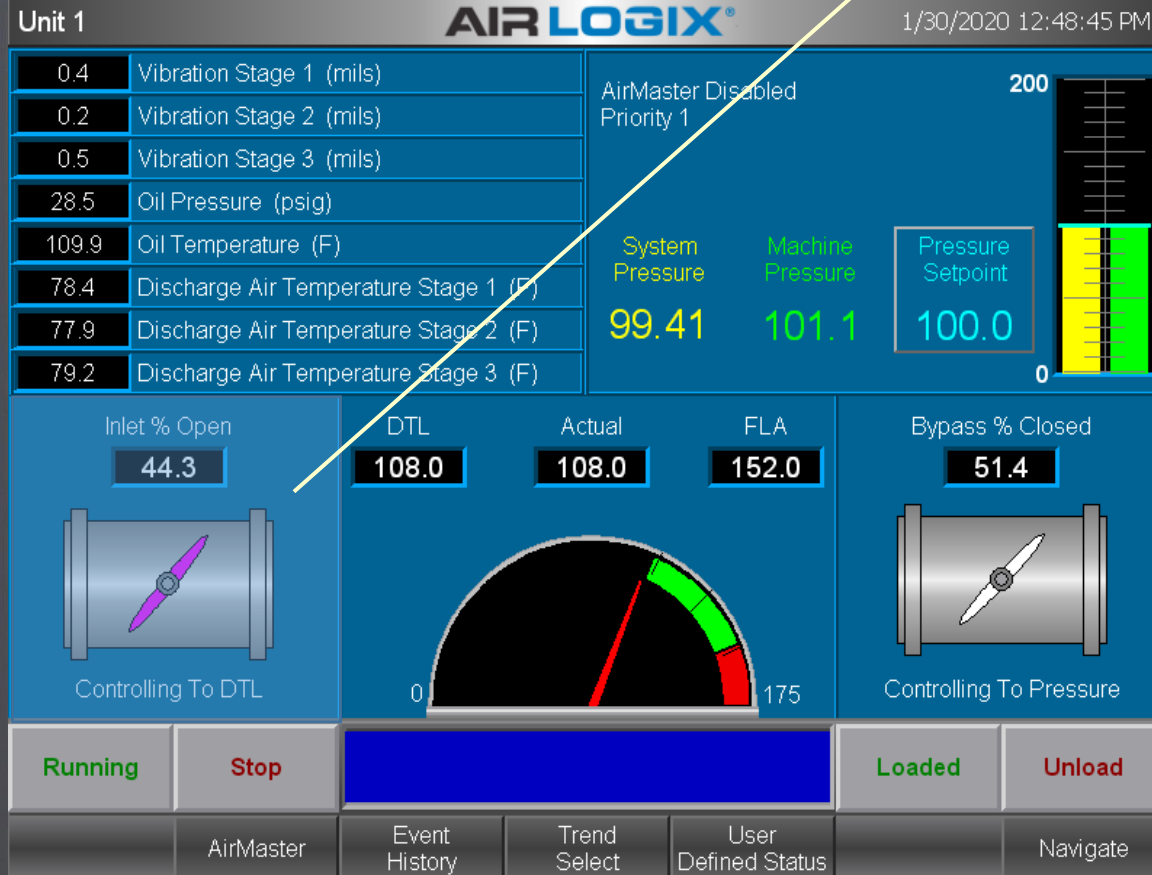 Unit 1
AIR LOGIX®
1/30/2020 12:48:45 PM
0.4 Vibration Stage 1 (mils)
0.2 Vibration Stage 2 (mils)
0.5 Vibration Stage 3 (mils)
28.5 Oil Pressure (psig)
109.9 Oil Temperature (F)
78.4 Discharge Air Temperature Stage 1 (F)
77.9 Discharge Air Temperature Stage 2 (F)
79.2 Discharge Air Temperature Stage 3 (F)
AirMaster Disabled
Priority 1
System
Pressure
99.41
Machine
Pressure
101.1
Pressure
Setpoint
100.0
200
0
Inlet % Open
44.3
Controlling To DTL
DTL
108.0
Actual
108.0
FLA
152.0
0
175
Bypass % Closed
51.4
Controlling To Pressure
Running
Stop
Loaded
Unload
AirMaster
Event
History
Trend
Select
User
Defined Status
Navigate